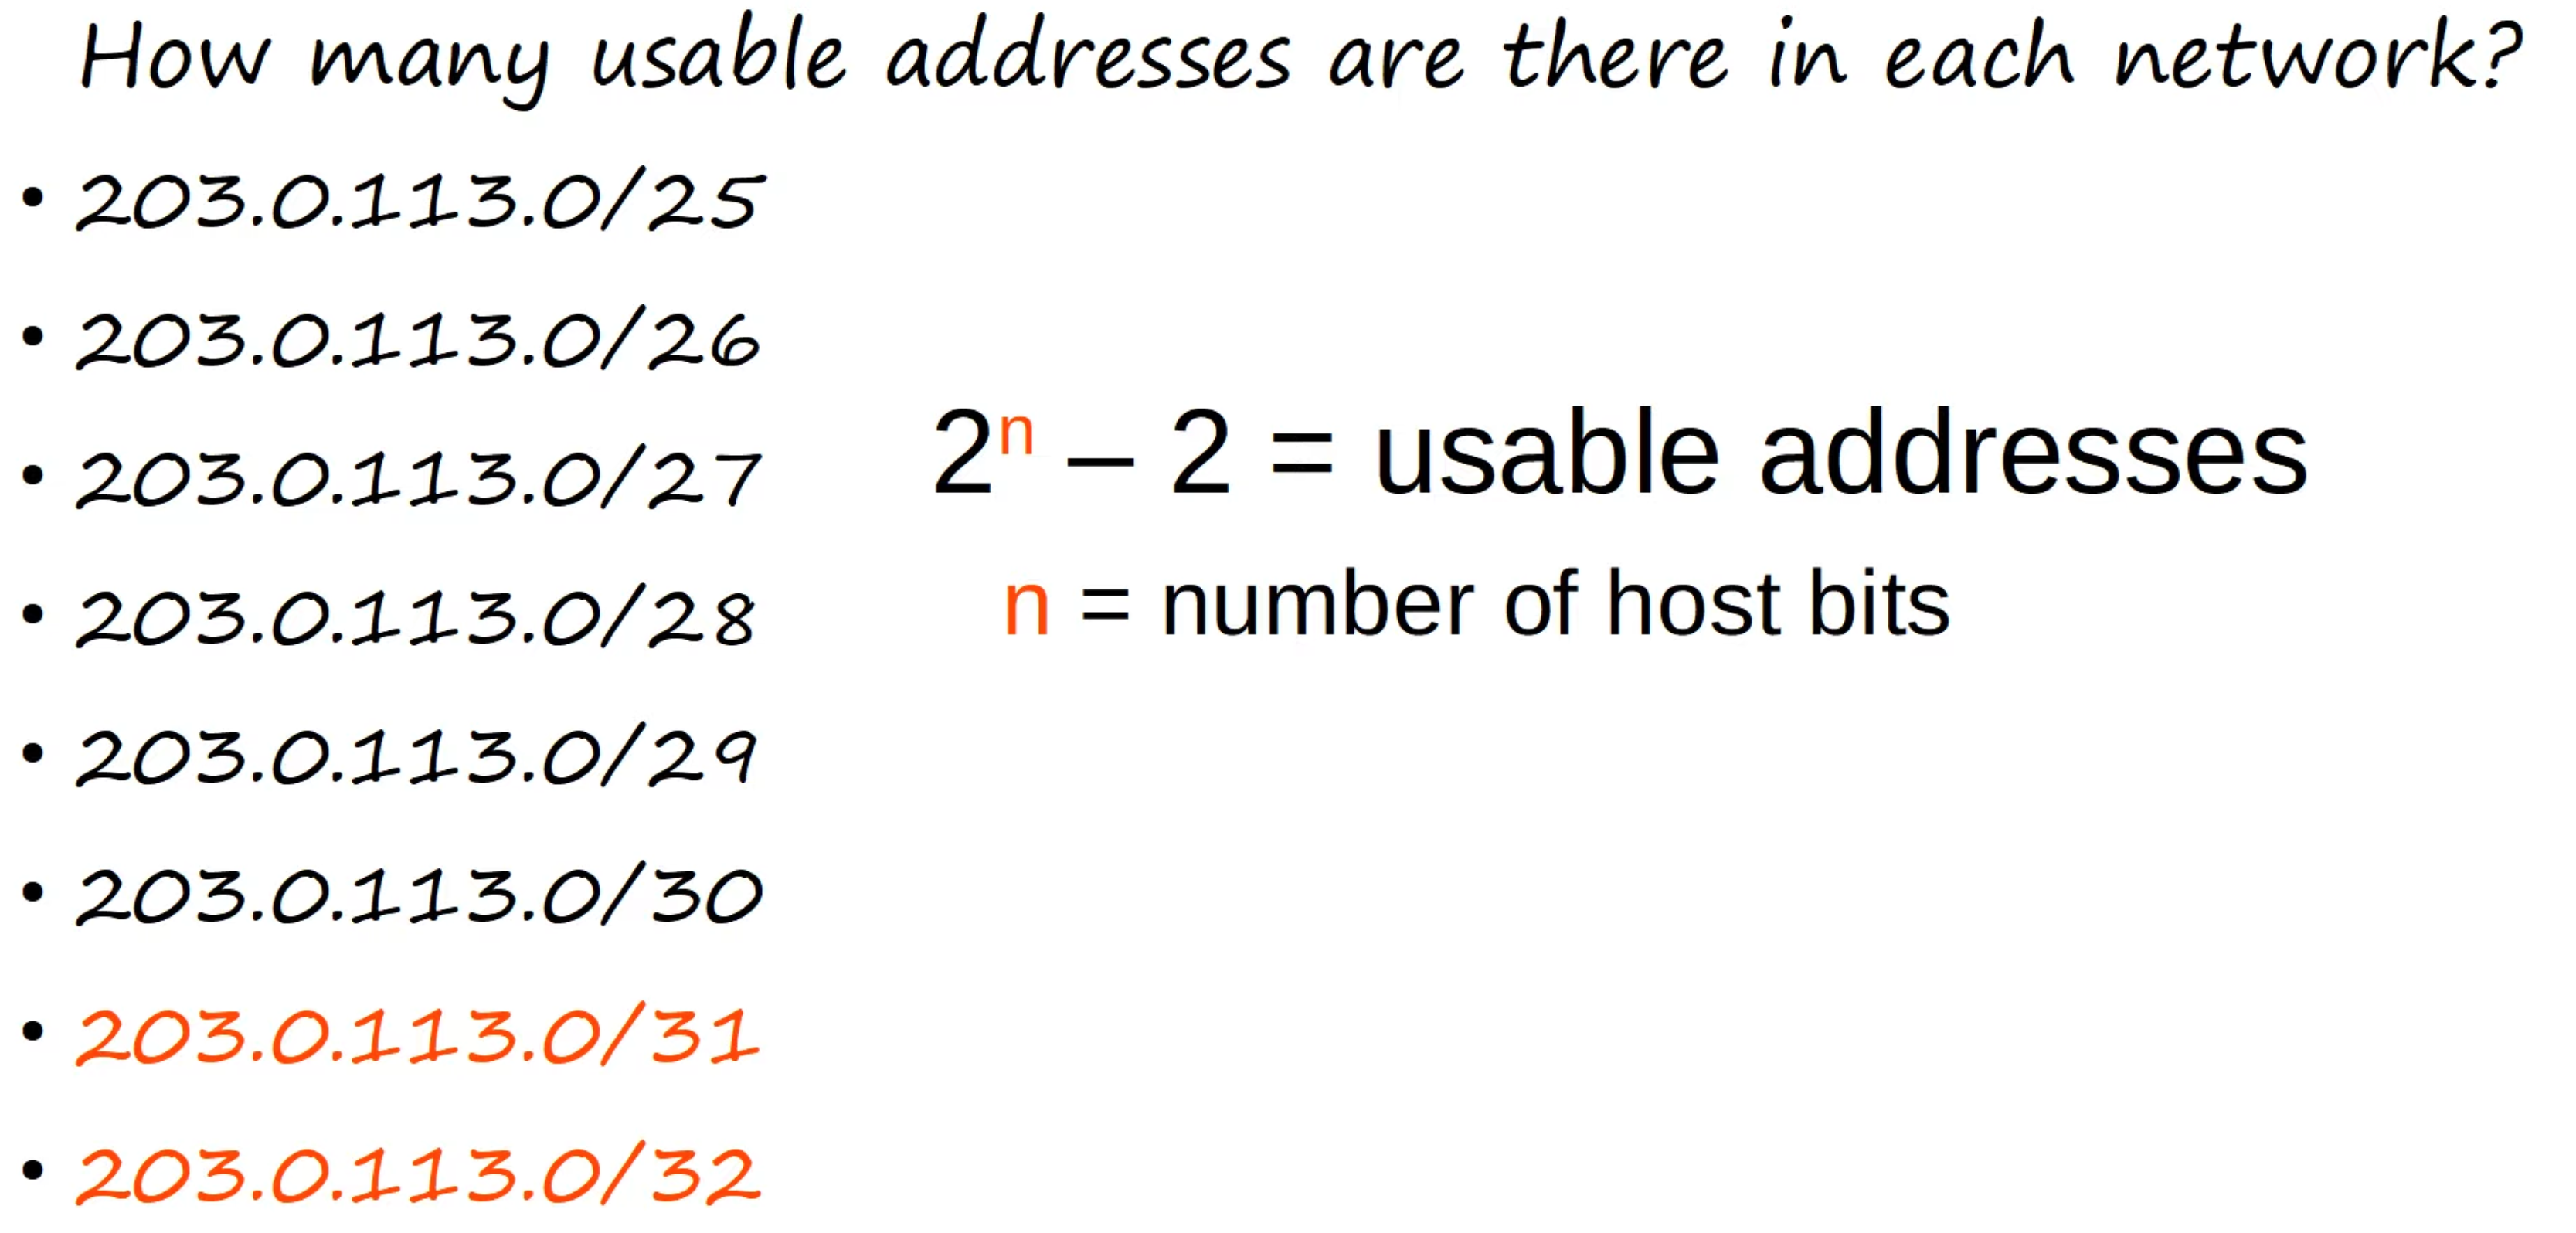 How many usable addresses are there in each network?
• 203.0.113.0/25
• 203.0.113.0/26
• 203.0.113.0/27
• 203.0.113.0/28
• 203.0.113.0/29
• 203.0.113.0/30
• 203.0.113.0/31
• 203.0.113.0/32
2ⁿ – 2 = usable addresses
n = number of host bits